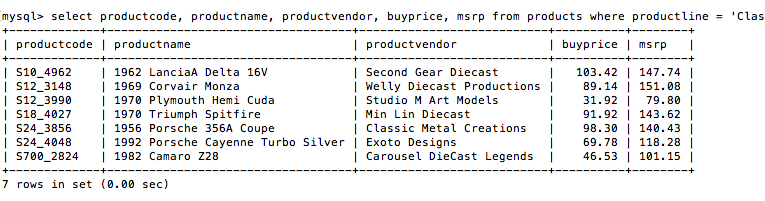 mysql> select productcode, productname, productvendor, buyprice, msrp from products where productline = 'Clas
+-------------+----------------------------------+---------------------------+----------+--------+
| productcode | productname                      | productvendor             | buyprice | msrp   |
+-------------+----------------------------------+---------------------------+----------+--------+
| S10_4962    | 1962 LanciaA Delta 16V           | Second Gear Diecast       |   103.42 | 147.74 |
| S12_3148    | 1969 Corvair Monza               | Welly Diecast Productions |    89.14 | 151.08 |
| S12_3990    | 1970 Plymouth Hemi Cuda          | Studio M Art Models       |    31.92 |  79.80 |
| S18_4027    | 1970 Triumph Spitfire            | Min Lin Diecast           |    91.92 | 143.62 |
| S24_3856    | 1956 Porsche 356A Coupe          | Classic Metal Creations   |    98.30 | 140.43 |
| S24_4048    | 1992 Porsche Cayenne Turbo Silver | Exoto Designs             |    69.78 | 118.28 |
| S700_2824   | 1982 Camaro Z28                  | Carousel DieCast Legends  |    46.53 | 101.15 |
+-------------+----------------------------------+---------------------------+----------+--------+
7 rows in set (0.00 sec)